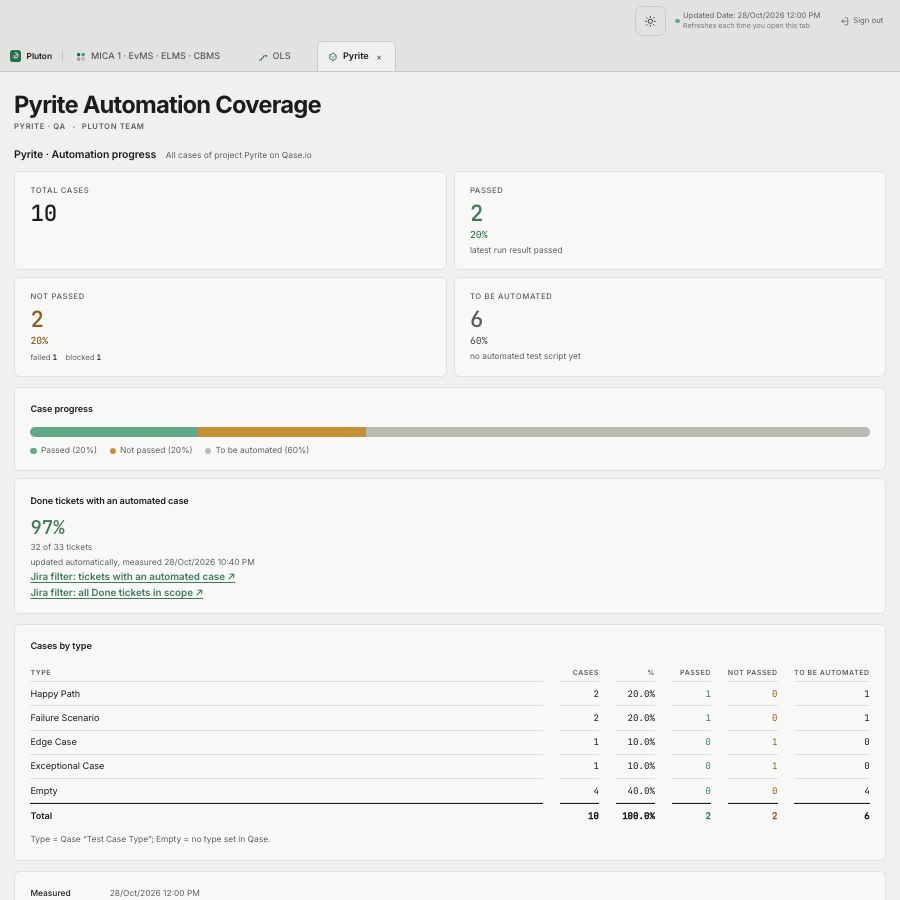 Updated Date: 28/Oct/2026 12:00 PM
Refreshes each time you open this tab
Sign out
Pluton
MICA 1 · EvMS · ELMS · CBMS
OLS
Pyrite ×
Pyrite Automation Coverage
PYRITE · QA · PLUTON TEAM
Pyrite · Automation progress All cases of project Pyrite on Qase.io
TOTAL CASES
10
PASSED
2
20%
latest run result passed
NOT PASSED
2
20%
failed 1 blocked 1
TO BE AUTOMATED
6
60%
no automated test script yet
Case progress
Passed (20%) Not passed (20%) To be automated (60%)
Done tickets with an automated case
97%
32 of 33 tickets
updated automatically, measured 28/Oct/2026 10:40 PM
Jira filter: tickets with an automated case ↗
Jira filter: all Done tickets in scope ↗
Cases by type
TYPE CASES % PASSED NOT PASSED TO BE AUTOMATED
Happy Path 2 20.0% 1 0 1
Failure Scenario 2 20.0% 1 0 1
Edge Case 1 10.0% 0 1 0
Exceptional Case 1 10.0% 0 1 0
Empty 4 40.0% 0 0 4
Total 10 100.0% 2 2 6
Type = Qase "Test Case Type"; Empty = no type set in Qase.
Measured 28/Oct/2026 12:00 PM